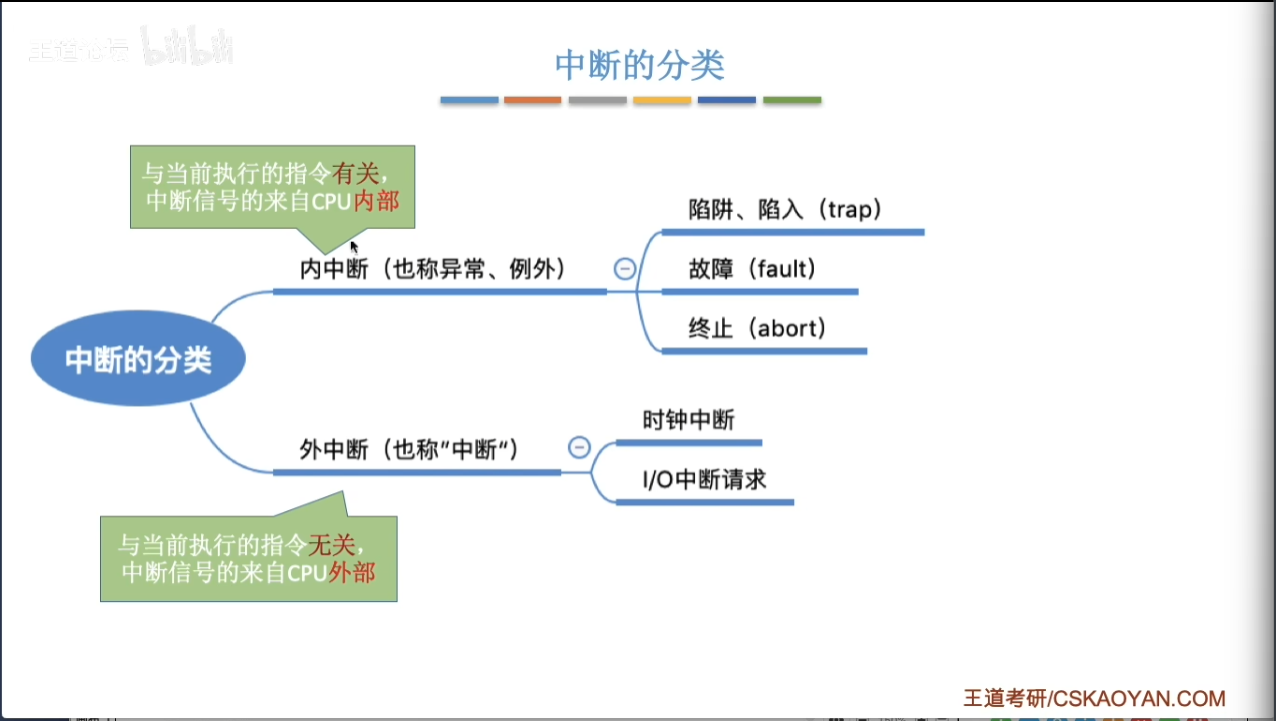 王道论坛 bilibili
中断的分类
与当前执行的指令有关，
中断信号的来自CPU内部
内中断（也称异常、例外）
陷阱、陷入（trap）
故障（fault）
终止（abort）
中断的分类
外中断（也称"中断“）
时钟中断
I/O中断请求
与当前执行的指令无关，
中断信号的来自CPU外部
王道考研/CSKAOYAN.COM